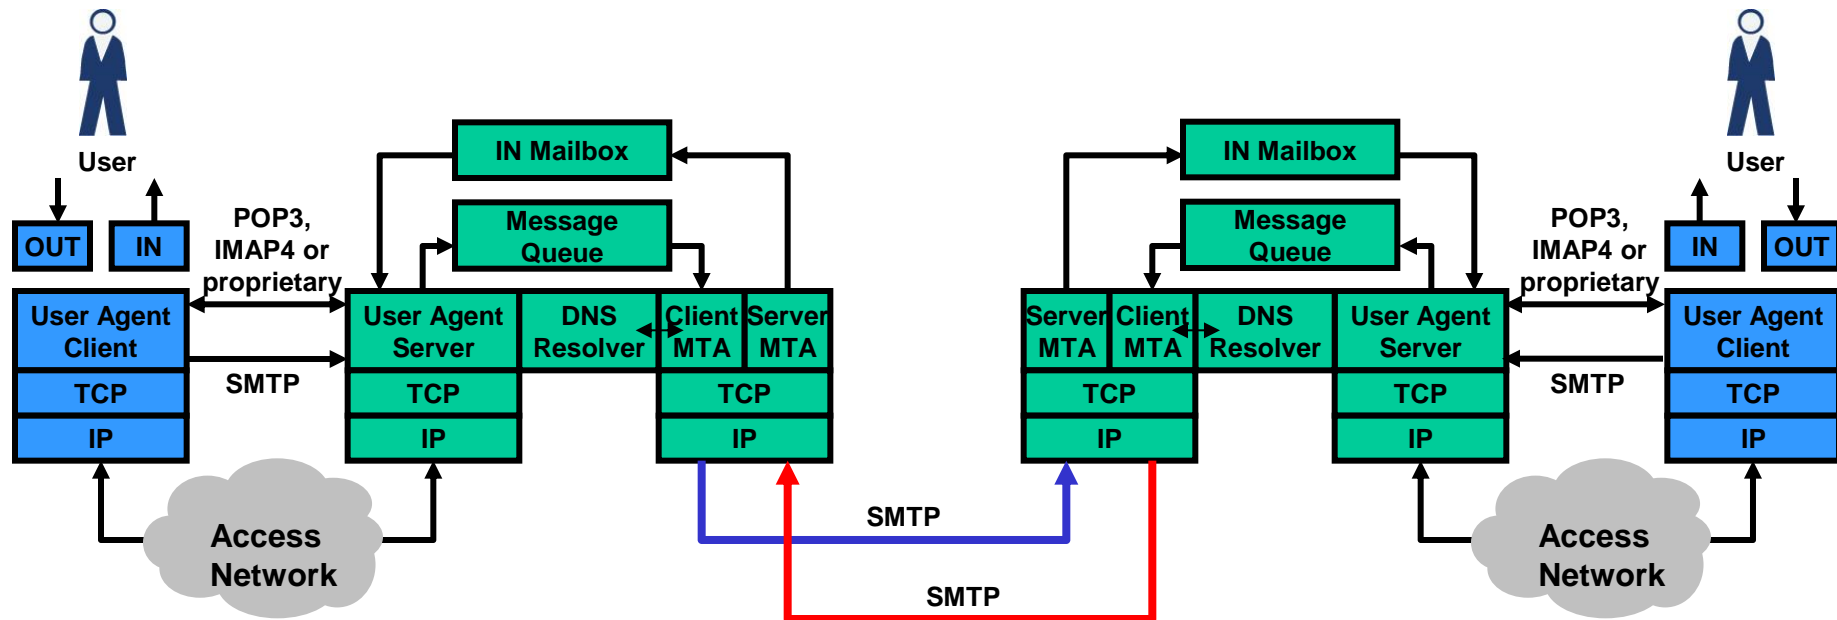 User
User
IN Mailbox
IN Mailbox
OUT
IN
POP3,
IMAP4 or
proprietary
Message
Queue
Message
Queue
POP3,
IMAP4 or
proprietary
IN
OUT
User Agent
Client
User Agent
Server
DNS
Resolver
Client
MTA
Server
MTA
Server
MTA
Client
MTA
DNS
Resolver
User Agent
Server
User Agent
Client
SMTP
SMTP
TCP
TCP
TCP
TCP
TCP
TCP
IP
IP
IP
IP
IP
IP
Access
Network
SMTP
SMTP
Access
Network